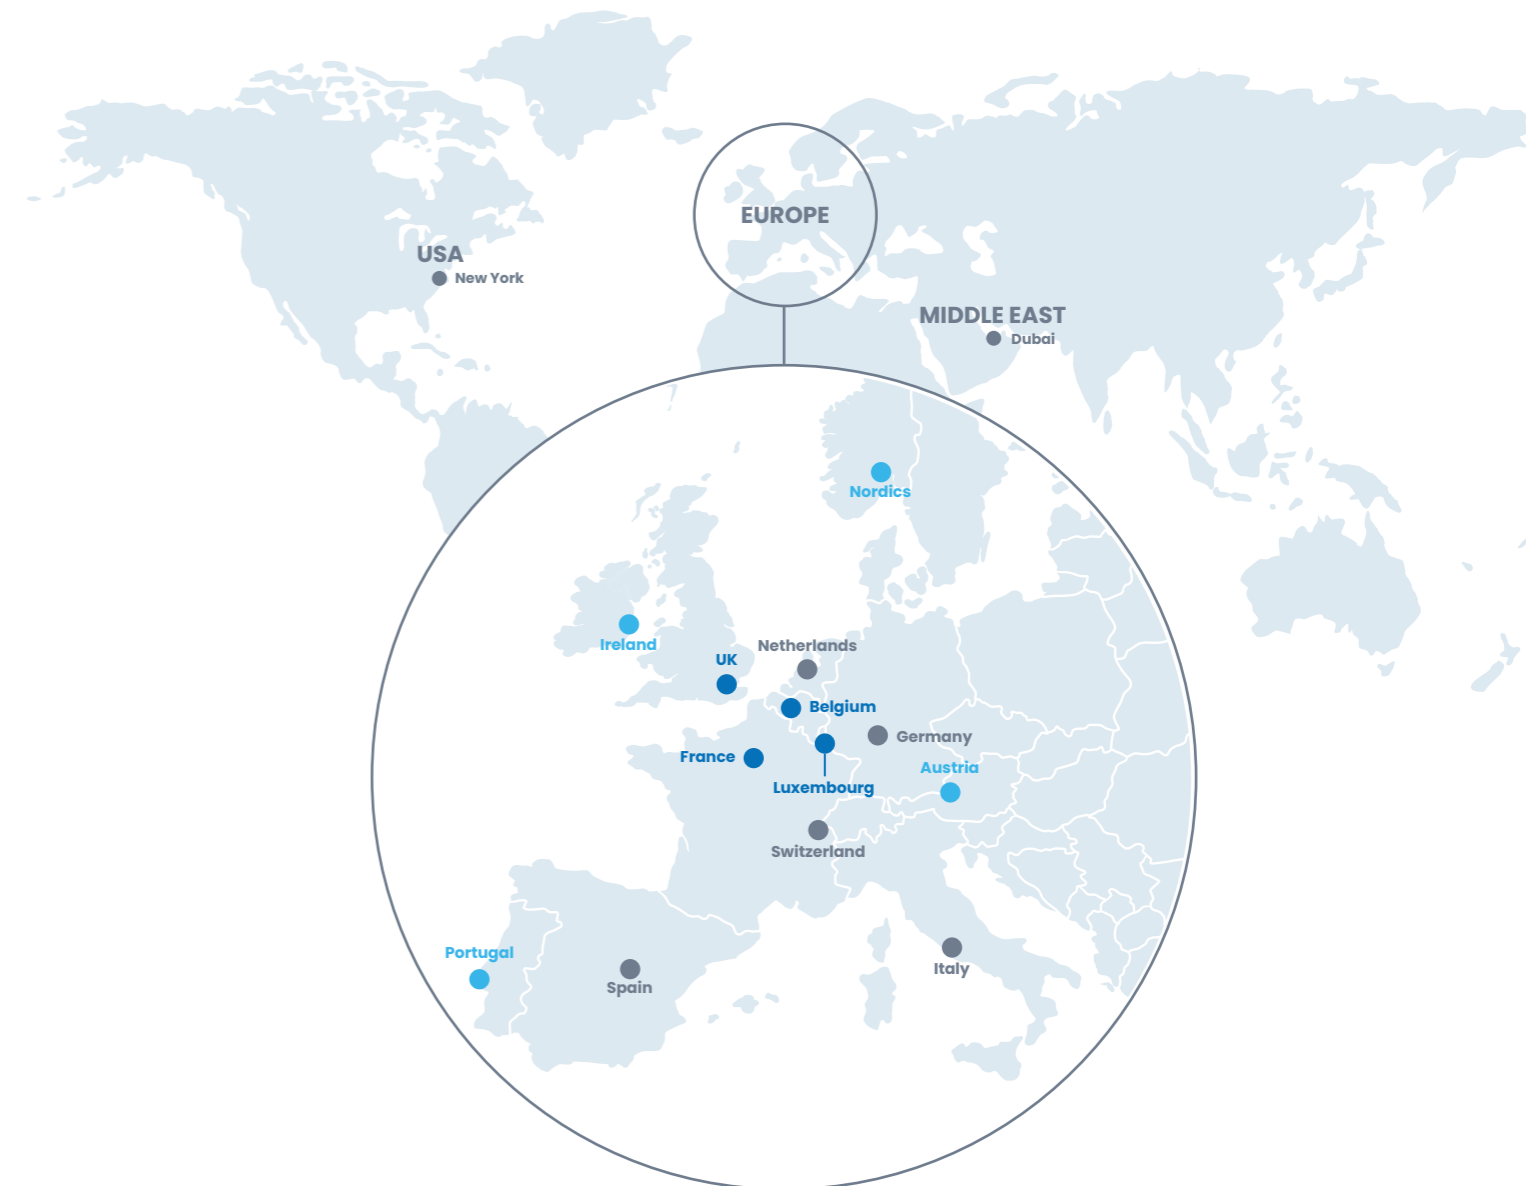 EUROPE
USA
New York
MIDDLE EAST
Dubai
Nordics
Ireland
Netherlands
UK
Belgium
Germany
France
Austria
Luxembourg
Switzerland
Portugal
Italy
Spain